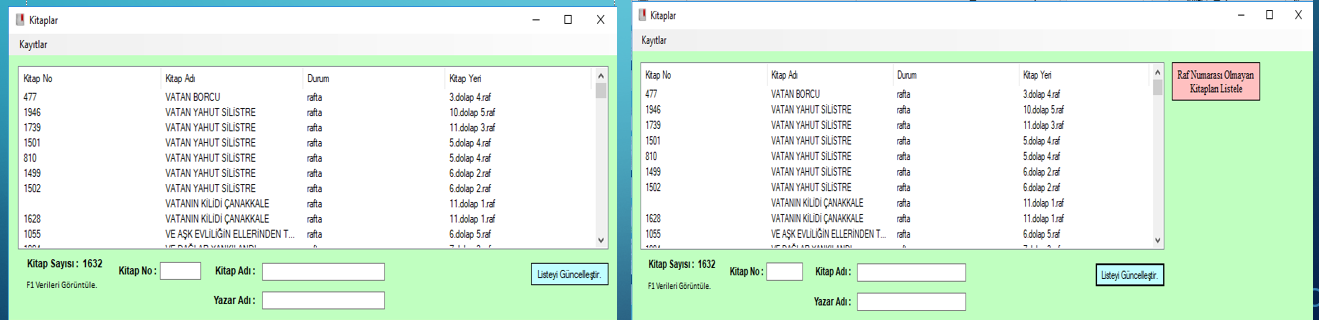 Kitaplar
Kayıtlar
Kitap No Kitap Adı Durum Kitap Yeri
477 VATAN BORCU rafta 3.dolap 4.raf
1946 VATAN YAHUT SİLİSTRE rafta 10.dolap 5.raf
1739 VATAN YAHUT SİLİSTRE rafta 11.dolap 3.raf
1501 VATAN YAHUT SİLİSTRE rafta 5.dolap 4.raf
810 VATAN YAHUT SİLİSTRE rafta 5.dolap 4.raf
1499 VATAN YAHUT SİLİSTRE rafta 6.dolap 2.raf
1502 VATAN YAHUT SİLİSTRE rafta 6.dolap 2.raf
VATANIN KİLİDİ ÇANAKKALE rafta 11.dolap 1.raf
1628 VATANIN KİLİDİ ÇANAKKALE rafta 11.dolap 1.raf
1055 VE AŞK EVLİLİĞİN ELLERİNDEN T... rafta 6.dolap 5.raf
Kitap Sayısı : 1632 Kitap No : Kitap Adı : Listeyi Güncelleştir.
F1 Verileri Görüntüle.
Yazar Adı :
Kitaplar
Kayıtlar
Kitap No Kitap Adı Durum Kitap Yeri
477 VATAN BORCU rafta 3.dolap 4.raf
1946 VATAN YAHUT SİLİSTRE rafta 10.dolap 5.raf
1739 VATAN YAHUT SİLİSTRE rafta 11.dolap 3.raf
1501 VATAN YAHUT SİLİSTRE rafta 5.dolap 4.raf
810 VATAN YAHUT SİLİSTRE rafta 5.dolap 4.raf
1499 VATAN YAHUT SİLİSTRE rafta 6.dolap 2.raf
1502 VATAN YAHUT SİLİSTRE rafta 6.dolap 2.raf
VATANIN KİLİDİ ÇANAKKALE rafta 11.dolap 1.raf
1628 VATANIN KİLİDİ ÇANAKKALE rafta 11.dolap 1.raf
1055 VE AŞK EVLİLİĞİN ELLERİNDEN T... rafta 6.dolap 5.raf
Raf Numarası Olmayan
Kitapları Listele
Kitap Sayısı : 1632 Kitap No : Kitap Adı : Listeyi Güncelleştir.
F1 Verileri Görüntüle.
Yazar Adı :